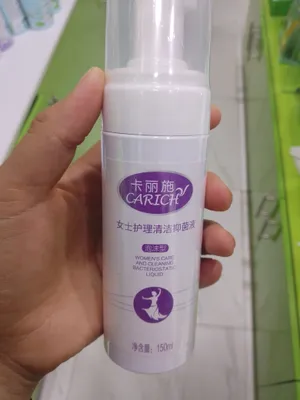 卡丽施
CARICH
女士护理清洁抑菌液
泡沫型
WOMEN'S CARE
AND CLEANING
BACTERIOSTATIC
LIQUID
净含量：150ml